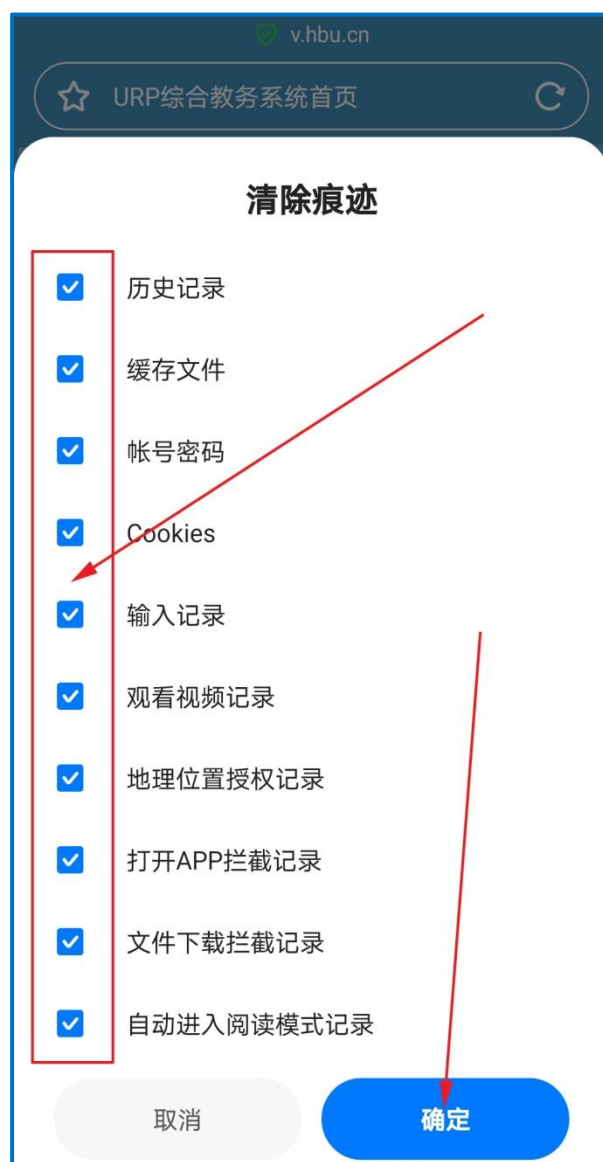 v.hbu.cn
URP综合教务系统首页
清除痕迹
历史记录
缓存文件
帐号密码
Cookies
输入记录
观看视频记录
地理位置授权记录
打开APP拦截记录
文件下载拦截记录
自动进入阅读模式记录
取消 确定